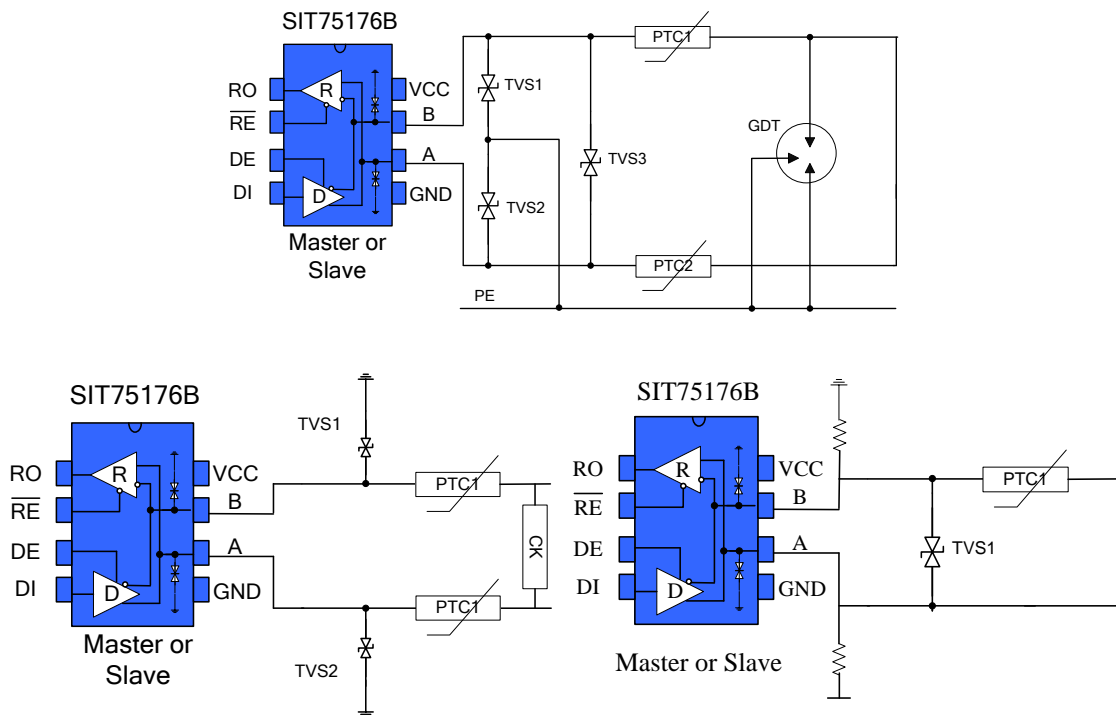 SIT75176B
RO
RE
DE
DI
R
D
VCC
B
A
GND
Master or
Slave
TVS1
TVS2
TVS3
PTC1
PTC2
GDT
PE
SIT75176B
RO
RE
DE
DI
R
D
VCC
B
A
GND
Master or
Slave
TVS1
TVS2
PTC1
PTC1
CK
SIT75176B
RO
RE
DE
DI
R
D
VCC
B
A
GND
Master or Slave
PTC1
TVS1